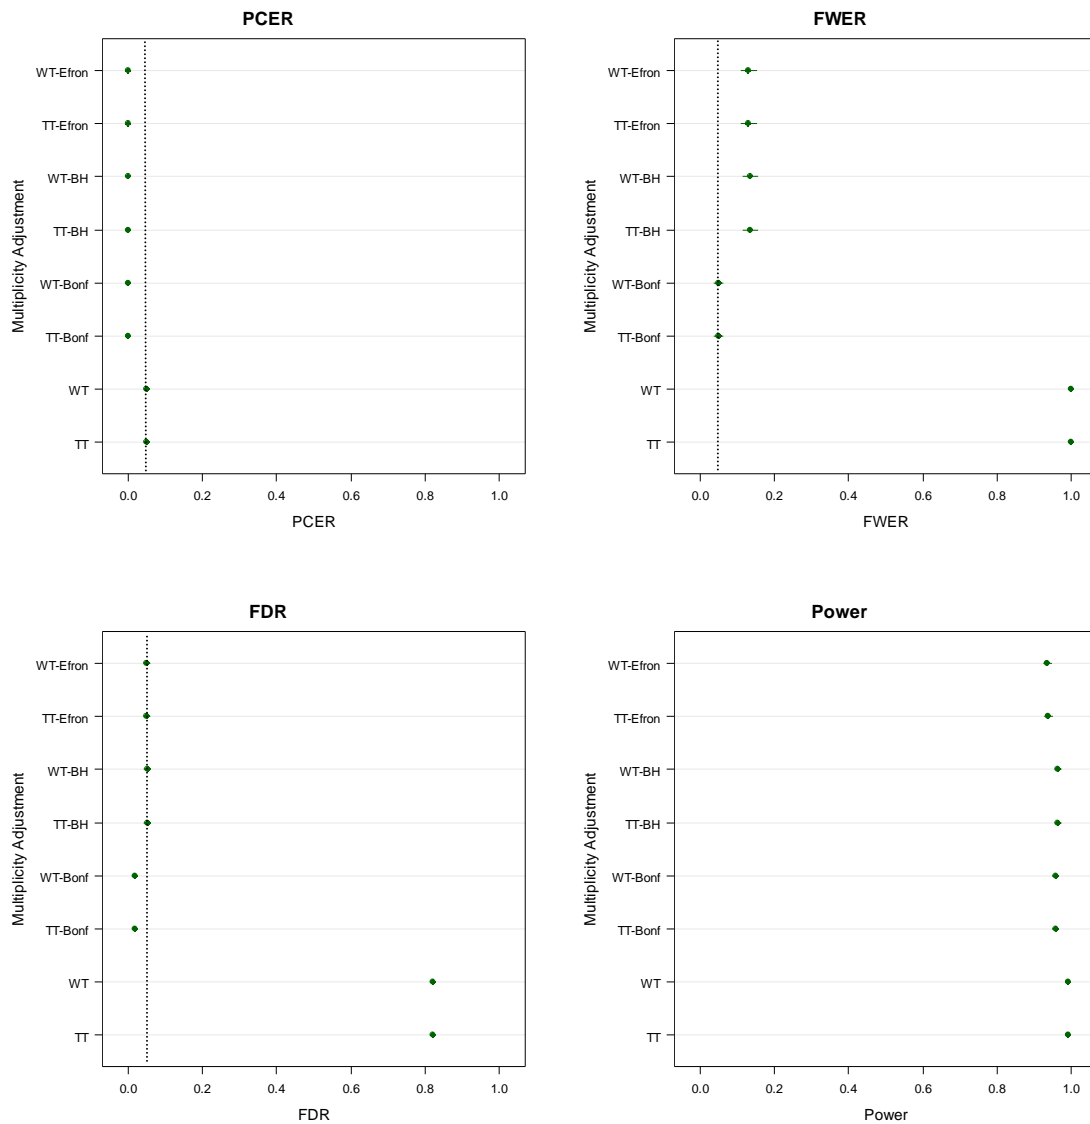 PCER
Multiplicity Adjustment
WT-Efron
TT-Efron
WT-BH
TT-BH
WT-Bonf
TT-Bonf
WT
TT
0.0 0.2 0.4 0.6 0.8 1.0
PCER
FWER
Multiplicity Adjustment
WT-Efron
TT-Efron
WT-BH
TT-BH
WT-Bonf
TT-Bonf
WT
TT
0.0 0.2 0.4 0.6 0.8 1.0
FWER
FDR
Multiplicity Adjustment
WT-Efron
TT-Efron
WT-BH
TT-BH
WT-Bonf
TT-Bonf
WT
TT
0.0 0.2 0.4 0.6 0.8 1.0
FDR
Power
Multiplicity Adjustment
WT-Efron
TT-Efron
WT-BH
TT-BH
WT-Bonf
TT-Bonf
WT
TT
0.0 0.2 0.4 0.6 0.8 1.0
Power